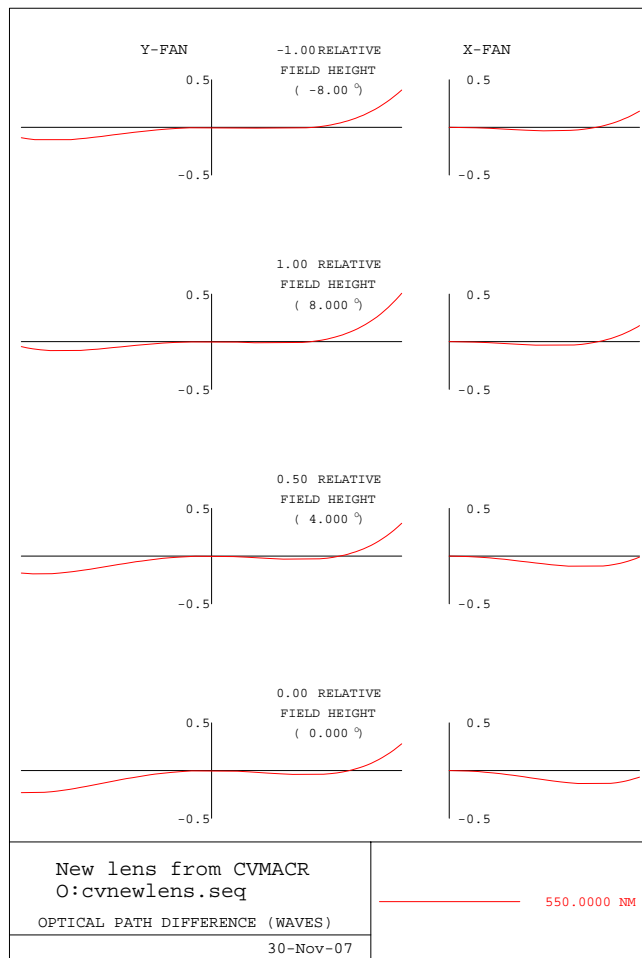 Y-FAN
-1.00 RELATIVE
X-FAN
FIELD HEIGHT
( -8.00 °)
0.5
0.5
-0.5
-0.5
1.00 RELATIVE
FIELD HEIGHT
( 8.000 °)
0.5
0.5
-0.5
-0.5
0.50 RELATIVE
FIELD HEIGHT
( 4.000 °)
0.5
0.5
-0.5
-0.5
0.00 RELATIVE
FIELD HEIGHT
( 0.000 °)
0.5
0.5
-0.5
-0.5
New lens from CVMACR
O:cvnewlens.seq
OPTICAL PATH DIFFERENCE (WAVES)
30-Nov-07
550.0000 NM